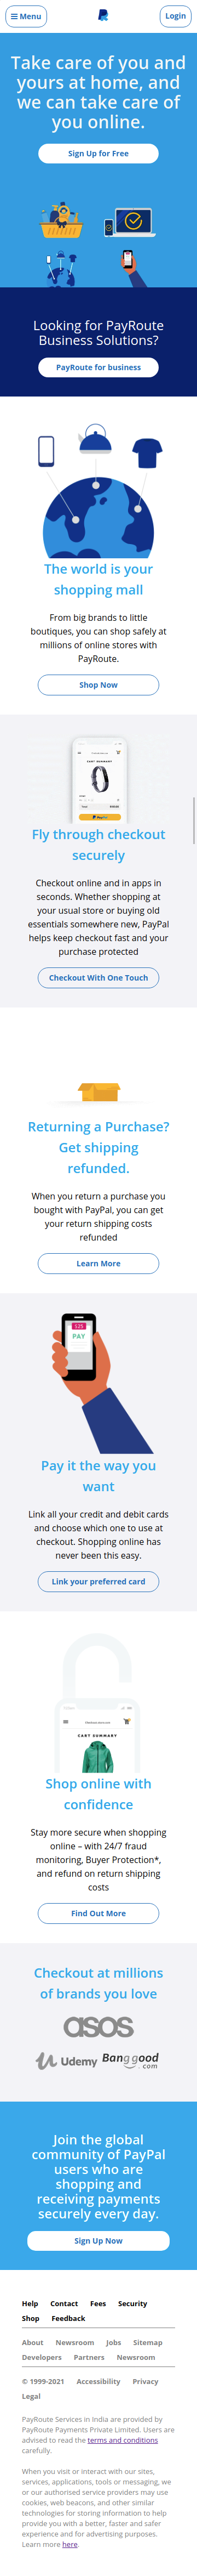 Menu
Login
Take care of you and
yours at home, and
we can take care of
you online.
Sign Up for Free
Looking for PayRoute
Business Solutions?
PayRoute for business
The world is your
shopping mall
From big brands to little
boutiques, you can shop safely at
millions of online stores with
PayRoute.
Shop Now
CART SUMMARY
Fly through checkout
securely
Checkout online and in apps in
seconds. Whether shopping at
your usual store or buying old
essentials somewhere new, PayPal
helps keep checkout fast and your
purchase protected
Checkout With One Touch
Returning a Purchase?
Get shipping
refunded.
When you return a purchase you
bought with PayPal, you can get
your return shipping costs
refunded
Learn More
PAY
Pay it the way you
want
Link all your credit and debit cards
and choose which one to use at
checkout. Shopping online has
never been this easy.
Link your preferred card
CART SUMMARY
Shop online with
confidence
Stay more secure when shopping
online – with 24/7 fraud
monitoring, Buyer Protection*,
and refund on return shipping
costs
Find Out More
Checkout at millions
of brands you love
asos
Udemy Banggood
.com
Join the global
community of PayPal
users who are
shopping and
receiving payments
securely every day.
Sign Up Now
Help Contact Fees Security
Shop Feedback
About Newsroom Jobs Sitemap
Developers Partners Newsroom
© 1999-2021 Accessibility Privacy
Legal
PayRoute Services in India are provided by
PayRoute Payments Private Limited. Users are
advised to read the terms and conditions
carefully.
When you visit or interact with our sites,
services, applications, tools or messaging, we
or our authorised service providers may use
cookies, web beacons, and other similar
technologies for storing information to help
provide you with a better, faster and safer
experience and for advertising purposes.
Learn more here.